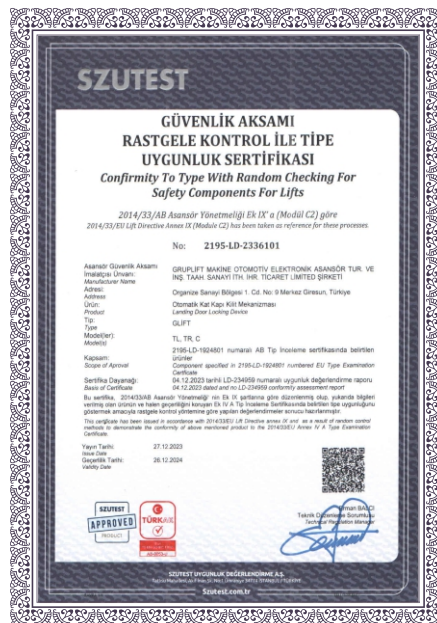 SZUTEST
GÜVENLİK AKSAMI
RASTGELE KONTROL İLE TİPE
UYGUNLUK SERTİFİKASI
Confirmity To Type With Random Checking For
Safety Components For Lifts
2014/33/AB Asansör Yönetmeliği Ek IX' a (Modül C2) göre
2014/33/EU Lift Directive Annex IX (Module C2) has been taken as reference for these processes.
No: 2195-LD-2336101
Asansör Güvenlik Aksamı
İmalatçısı Ünvanı:
Manufacturer Name
GRUPLIFT MAKİNE OTOMOTİV ELEKTRONİK ASANSÖR TUR. VE
İNŞ. TAAH. SANAYİ İTH. İHR. TİCARET LİMİTED ŞİRKETİ
Adresi:
Address
Organize Sanayi Bölgesi 1. Cd. No: 9 Merkez Giresun, Türkiye
Ürün:
Product
Otomatik Kat Kapı Kilit Mekanizması
Landing Door Locking Device
Tip:
Type
GLİFT
Model(ler):
Model(s)
TL, TR, C
Kapsam:
Scope of Aproval
2195-LD-1924801 numaralı AB Tip İnceleme sertifikasında belirtilen
ürünler
Component specified in 2195-LD-1924801 numbered EU Type Examination
Certificate
Sertifika Dayanağı:
Basis of Certificate
04.12.2023 tarihli LD-234959 numaralı uygunluk değerlendirme raporu
04.12.2023 dated and no LD-234959 conformity assessment report
Bu sertifika, 2014/33/AB Asansör Yönetmeliği' nin Ek IX şartlarına göre düzenlenmiş olup, yukarıda bilgileri
verilmiş olan ürünün ve halen geçerliliğini koruyan Ek IV A Tip İnceleme Sertifikasında belirtilen tipe uygunluğunu
göstermek amacıyla rastgele kontrol yöntemine göre yapılan değerlendirmeler sonucu hazırlanmıştır.
This certificate has been issued in accordance with 2014/33/EU Lift Directive annex IX and as a result of random control
methods to demonstrate the conformity of above mentioned product to the 2014/33/EU Annex IV A Type Examination
Certificate.
Yayın Tarihi:
Issue Date
27.12.2023
Geçerlilik Tarihi:
Validity Date
26.12.2024
SZUTEST
APPROVED
PRODUCT
TÜRKAK
Teknik Düzenleme Sorumlusu
Technical Regulation Manager
SZUTEST UYGUNLUK DEĞERLENDİRME A.Ş.
Szutest.com.tr